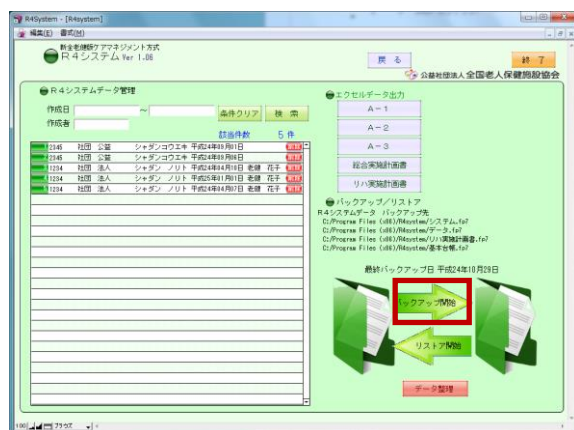 R4System - [R4system]
編集(E) 書式(M)
新全老健版ケアマネジメント方式
R4システム Ver 1.06
戻る
終了
公益社団法人全国老人保健施設協会
R4システムデータ管理
作成日 ～
作成者
条件クリア 検索
該当件数 5 件
12345 社団 公益 シャダンコウエキ 平成24年09月01日 削除
12345 社団 公益 シャダンコウエキ 平成24年09月06日 削除
1234 社団 法人 シャダン ノリト 平成24年04月10日 老健 花子 削除
1234 社団 法人 シャダン ノリト 平成25年01月01日 老健 花子 削除
1234 社団 法人 シャダン ノリト 平成24年04月07日 老健 花子 削除
エクセルデータ出力
A-1
A-2
A-3
総合実施計画書
リハ実施計画書
バックアップ/リストア
R4システムデータ バックアップ先
C:/Program Files (x86)/R4system/システム.fp7
C:/Program Files (x86)/R4system/データ.fp7
C:/Program Files (x86)/R4system/リハ実施計画書.fp7
C:/Program Files (x86)/R4system/基本台帳.fp7
最終バックアップ日 平成24年10月29日
バックアップ開始
リストア開始
データ整理
100
ブラウズ